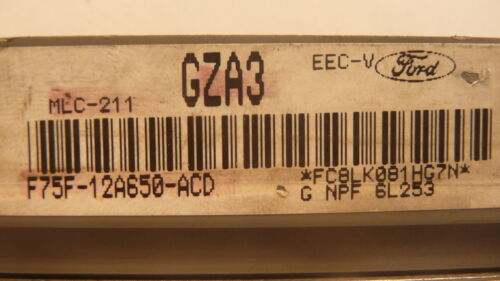 GZA3
EEC-V Ford
MLC-211
F75F-12A650-ACD
*FC8LK081HG7N*
G NPF 6L253